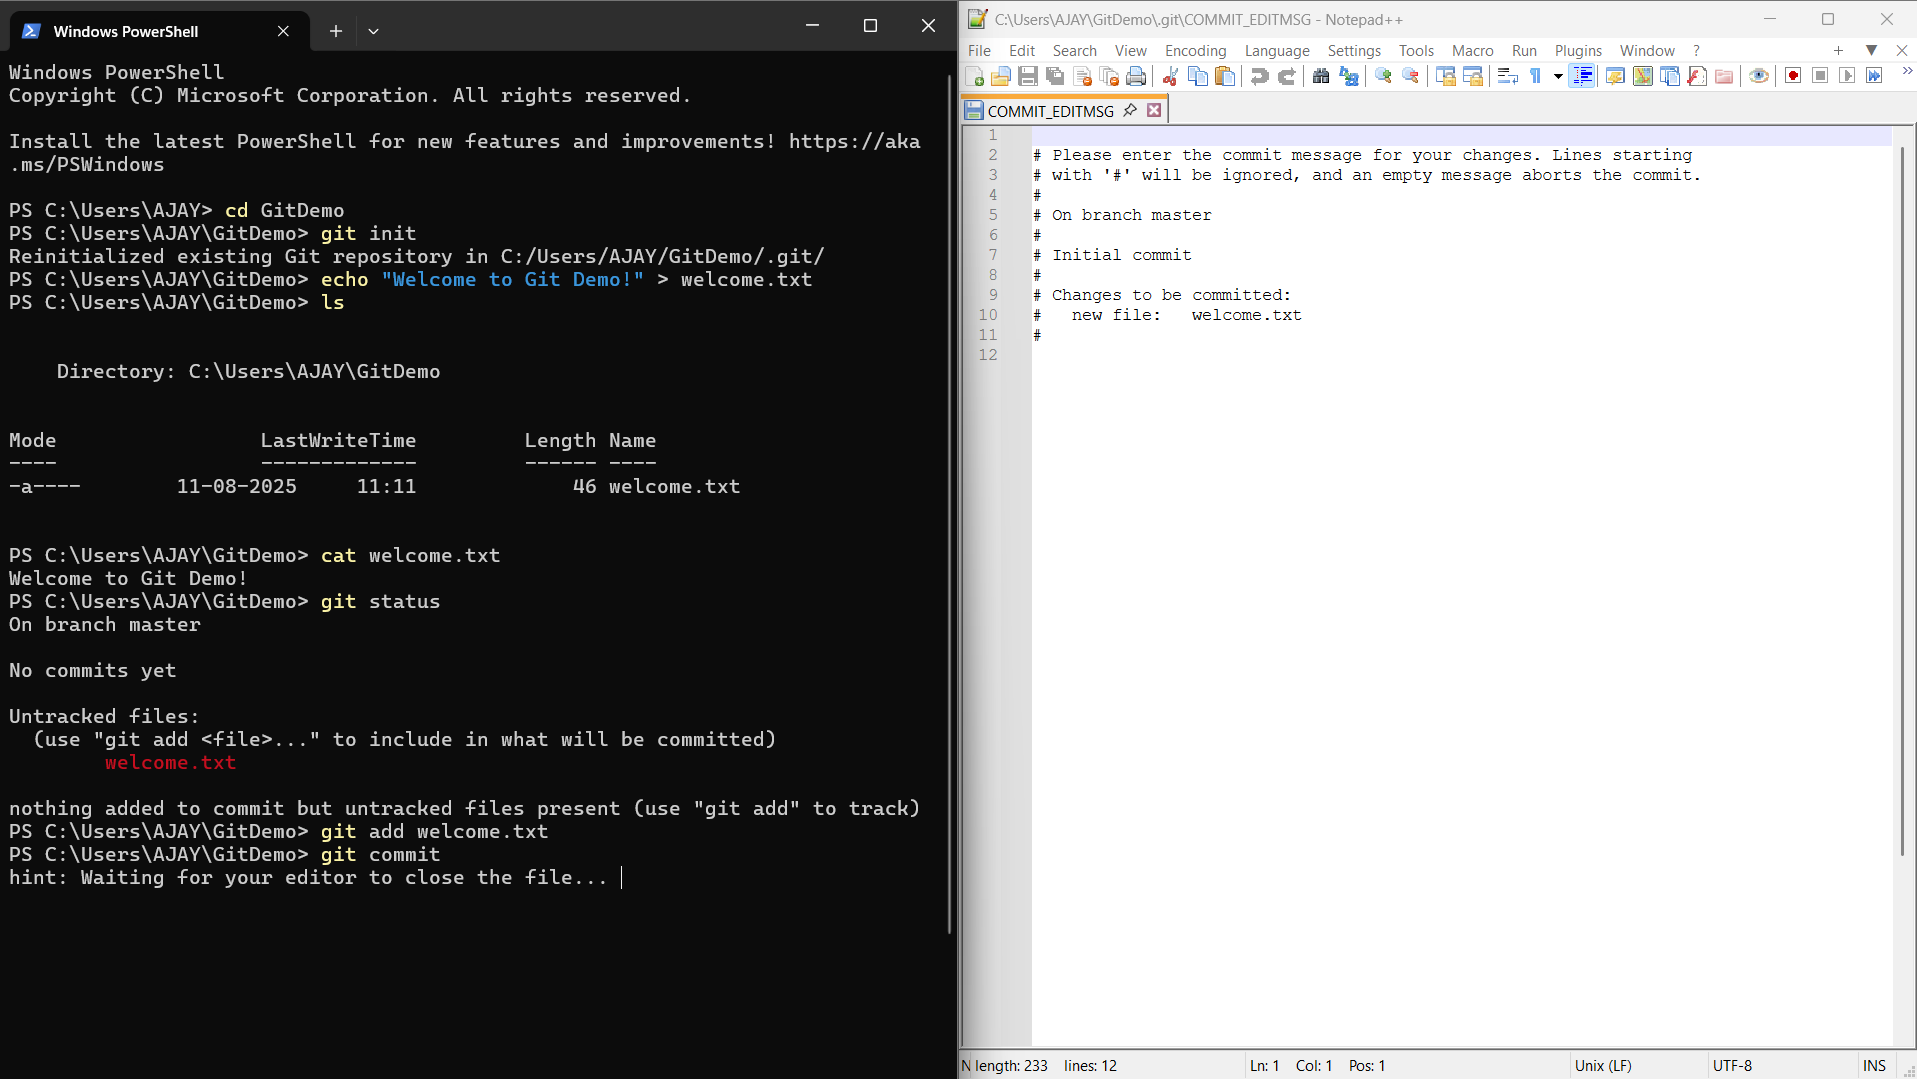 Windows PowerShell
Windows PowerShell
Copyright (C) Microsoft Corporation. All rights reserved.
Install the latest PowerShell for new features and improvements! https://aka
.ms/PSWindows
PS C:\Users\AJAY> cd GitDemo
PS C:\Users\AJAY\GitDemo> git init
Reinitialized existing Git repository in C:/Users/AJAY/GitDemo/.git/
PS C:\Users\AJAY\GitDemo> echo "Welcome to Git Demo!" > welcome.txt
PS C:\Users\AJAY\GitDemo> ls
Directory: C:\Users\AJAY\GitDemo
Mode LastWriteTime Length Name
---- ------------- ------ ----
-a---- 11-08-2025 11:11 46 welcome.txt
PS C:\Users\AJAY\GitDemo> cat welcome.txt
Welcome to Git Demo!
PS C:\Users\AJAY\GitDemo> git status
On branch master
No commits yet
Untracked files:
(use "git add <file>..." to include in what will be committed)
welcome.txt
nothing added to commit but untracked files present (use "git add" to track)
PS C:\Users\AJAY\GitDemo> git add welcome.txt
PS C:\Users\AJAY\GitDemo> git commit
hint: Waiting for your editor to close the file...
C:\Users\AJAY\GitDemo\.git\COMMIT_EDITMSG - Notepad++
File Edit Search View Encoding Language Settings Tools Macro Run Plugins Window ?
COMMIT_EDITMSG
1
2 # Please enter the commit message for your changes. Lines starting
3 # with '#' will be ignored, and an empty message aborts the commit.
4 #
5 # On branch master
6 #
7 # Initial commit
8 #
9 # Changes to be committed:
10 # new file: welcome.txt
11 #
12
N length: 233 lines: 12 Ln: 1 Col: 1 Pos: 1 Unix (LF) UTF-8 INS